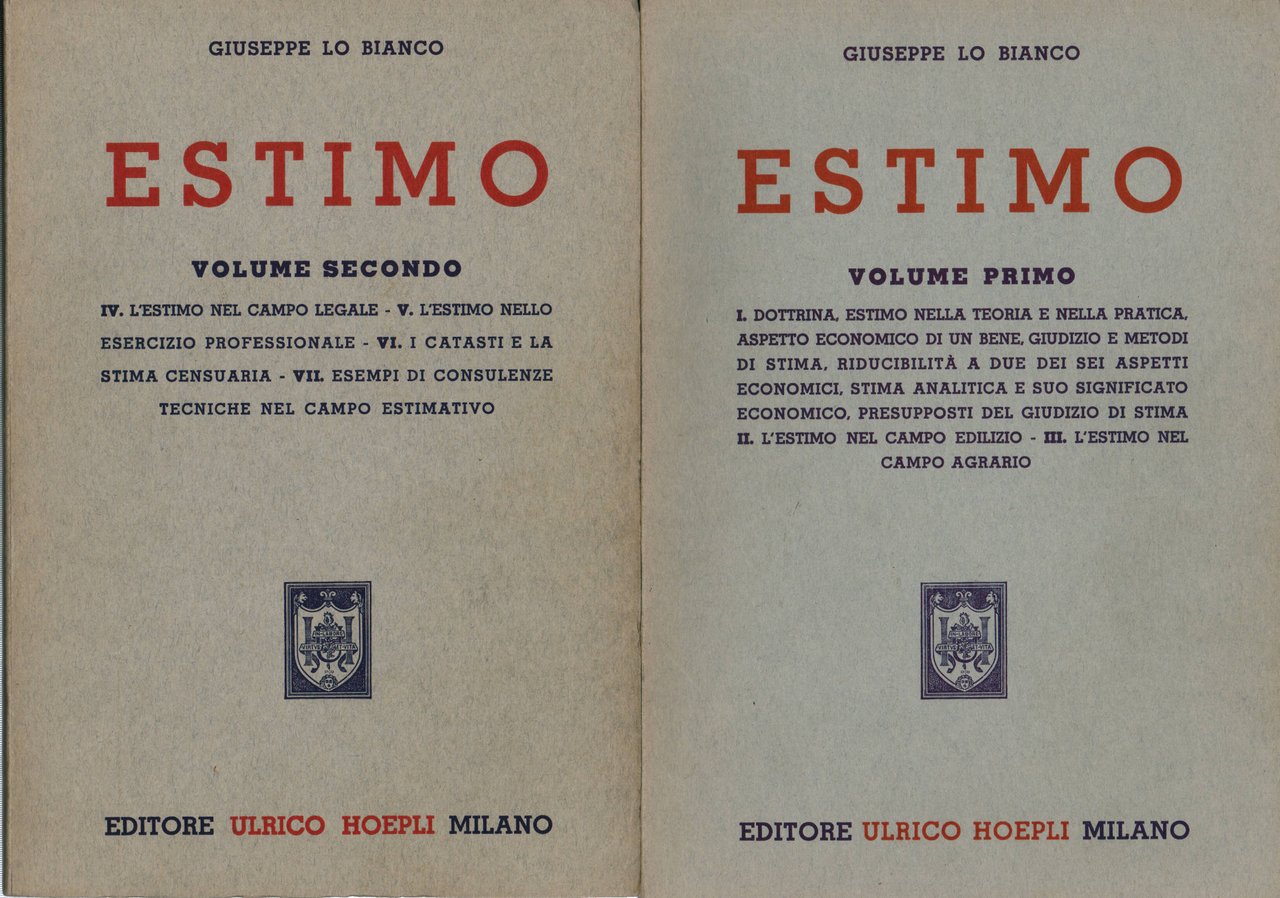 GIUSEPPE LO BIANCO
ESTIMO
VOLUME SECONDO
IV. L'ESTIMO NEL CAMPO LEGALE - V. L'ESTIMO NELLO
ESERCIZIO PROFESSIONALE - VI. I CATASTI E LA
STIMA CENSUARIA - VII. ESEMPI DI CONSULENZE
TECNICHE NEL CAMPO ESTIMATIVO
EDITORE ULRICO HOEPLI MILANO
GIUSEPPE LO BIANCO
ESTIMO
VOLUME PRIMO
I. DOTTRINA, ESTIMO NELLA TEORIA E NELLA PRATICA,
ASPETTO ECONOMICO DI UN BENE, GIUDIZIO E METODI
DI STIMA, RIDUCIBILITÀ A DUE DEI SEI ASPETTI
ECONOMICI, STIMA ANALITICA E SUO SIGNIFICATO
ECONOMICO, PRESUPPOSTI DEL GIUDIZIO DI STIMA
II. L'ESTIMO NEL CAMPO EDILIZIO - III. L'ESTIMO NEL
CAMPO AGRARIO
EDITORE ULRICO HOEPLI MILANO